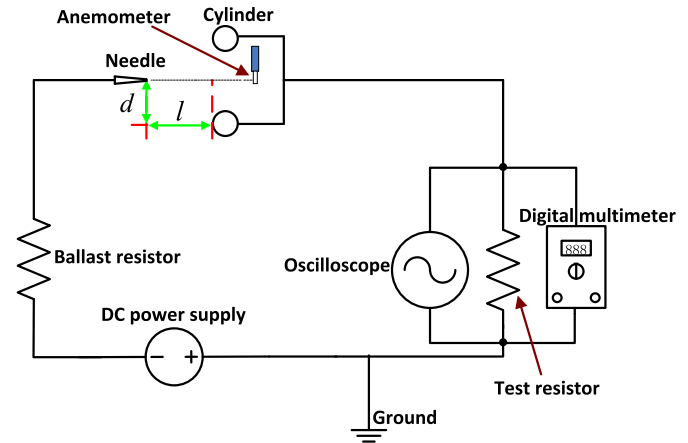 Anemometer
Cylinder
Needle
d
l
Ballast resistor
Oscilloscope
Digital multimeter
888
DC power supply
− +
Test resistor
Ground